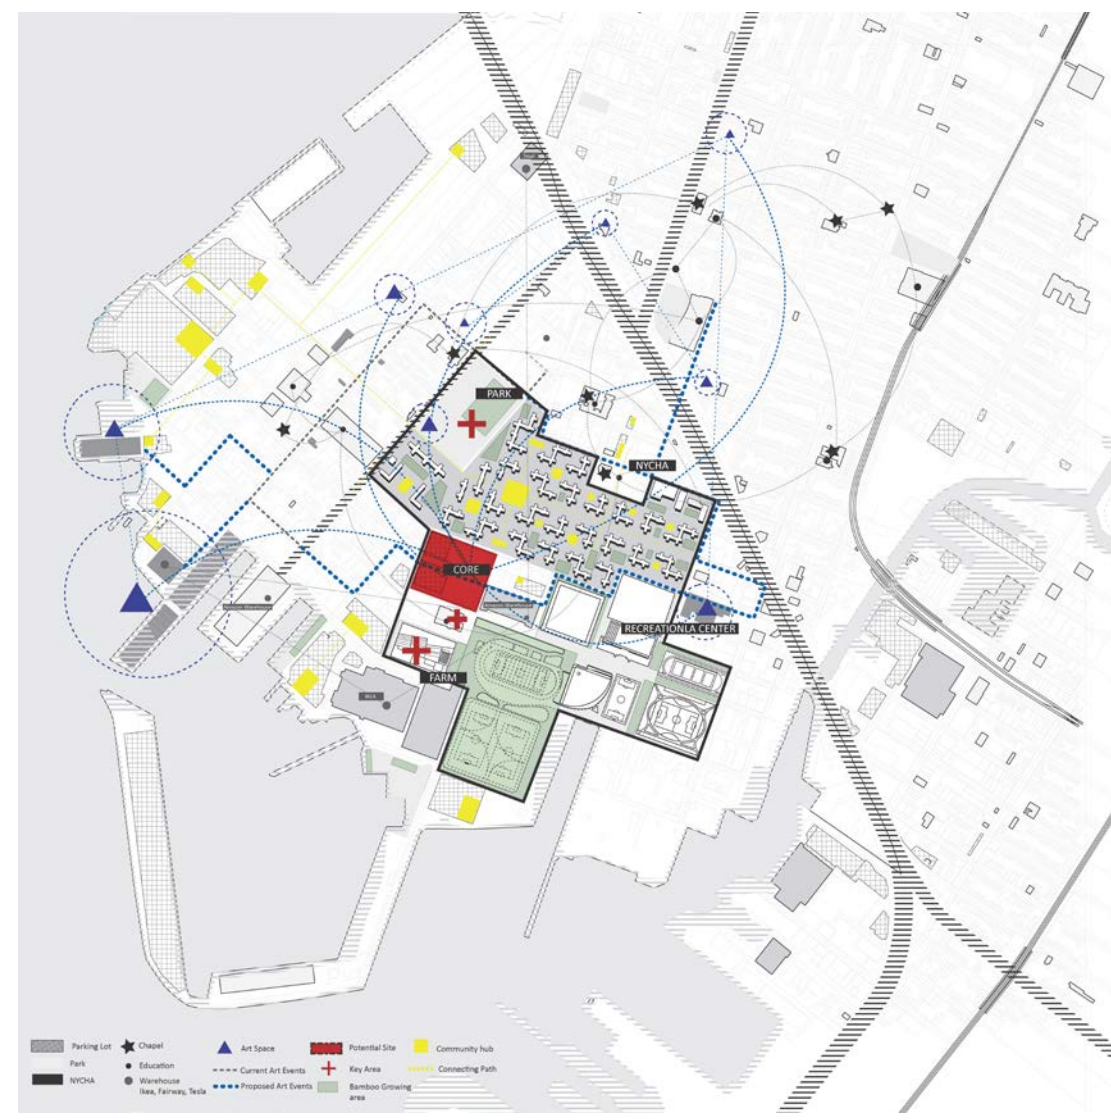 PARK
NYCHA
CORE
RECREATIONLA CENTER
FARM
IKEA
Parking Lot
Park
NYCHA
Chapel
Education
Warehouse
Ikea, Fairway, Tesla
Art Space
Current Art Events
Proposed Art Events
Potential Site
Key Area
Bamboo Growing
area
Community hub
Connecting Path